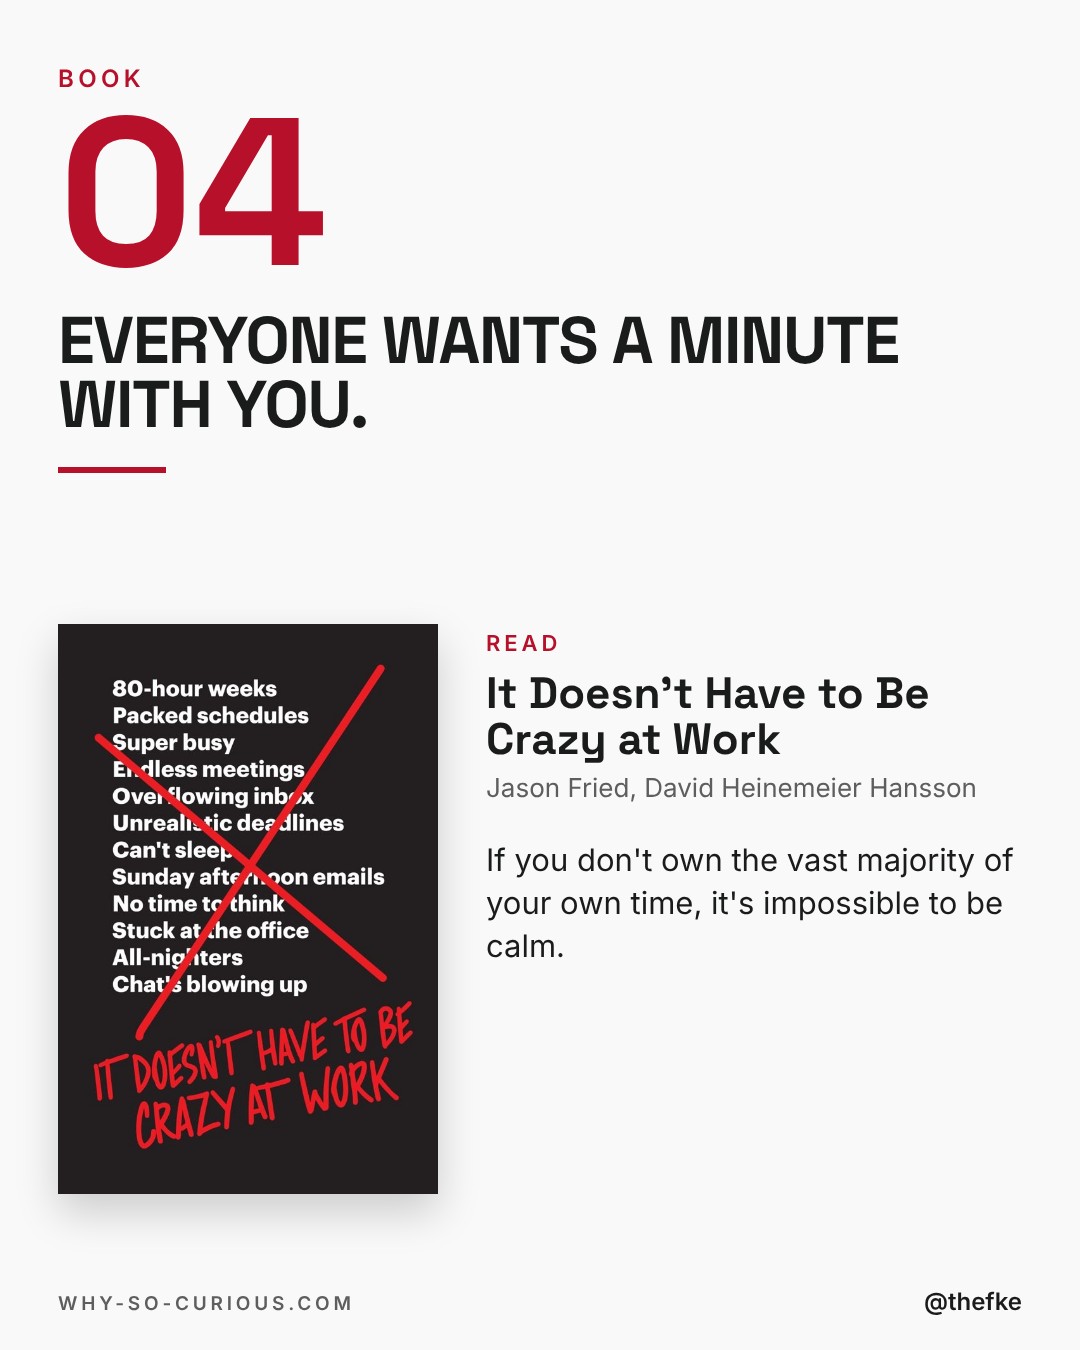 BOOK
04
EVERYONE WANTS A MINUTE
WITH YOU.
80-hour weeks
Packed schedules
Super busy
Endless meetings
Overflowing inbox
Unrealistic deadlines
Can't sleep
Sunday afternoon emails
No time to think
Stuck at the office
All-nighters
Chat's blowing up
IT DOESN'T HAVE TO BE
CRAZY AT WORK
READ
It Doesn’t Have to Be
Crazy at Work
Jason Fried, David Heinemeier Hansson
If you don't own the vast majority of
your own time, it's impossible to be
calm.
WHY-SO-CURIOUS.COM
@thefke